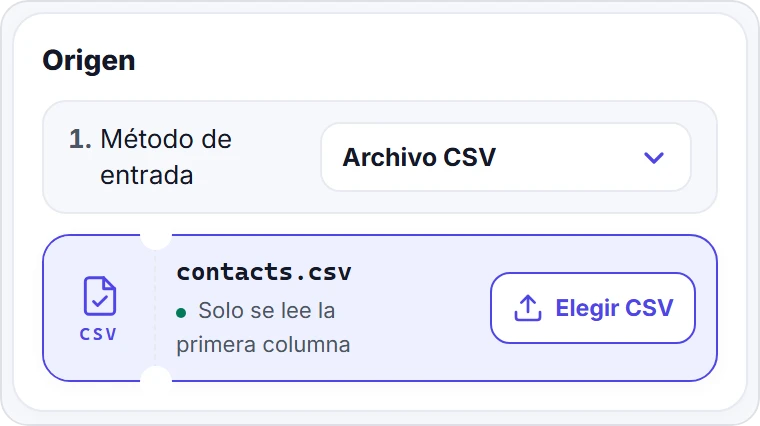 Origen
1. Método de
entrada
Archivo CSV
contacts.csv
Solo se lee la
primera columna
CSV
Elegir CSV